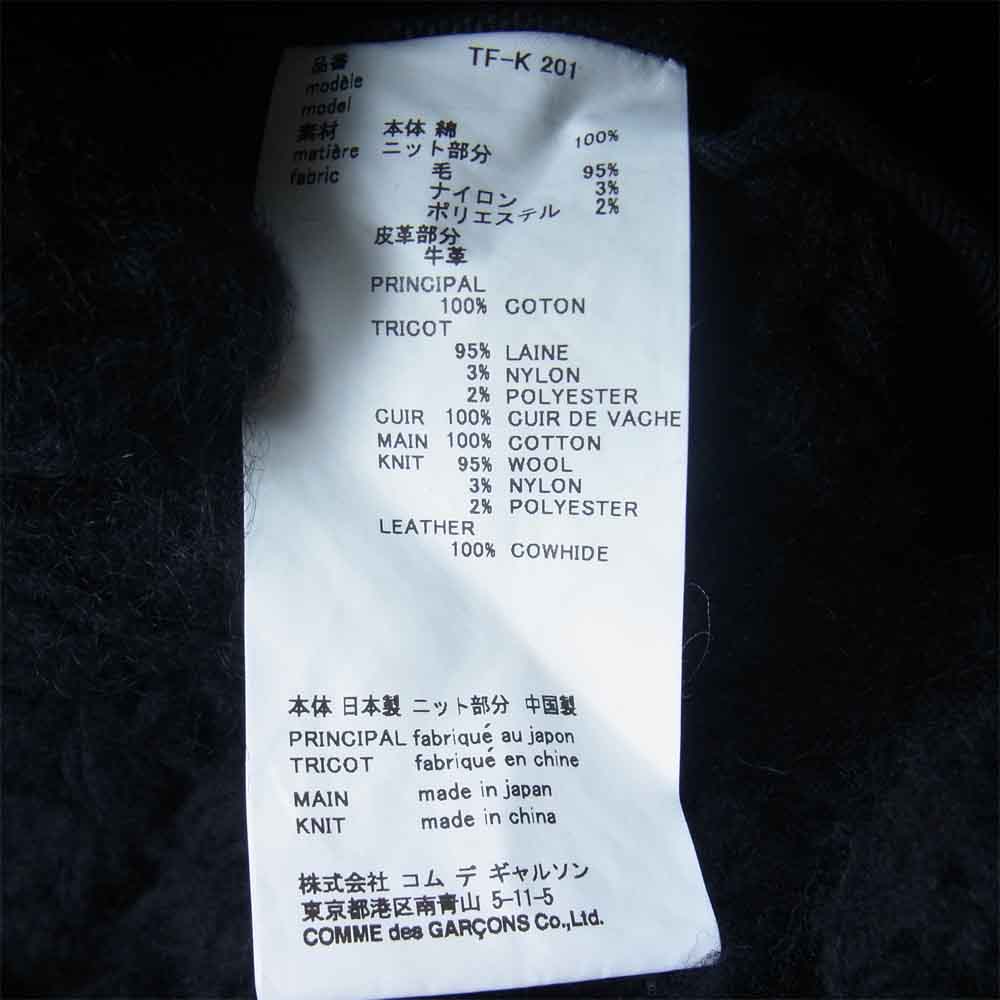 品番 TF-K 201
modèle
model
素材 本体 綿 100%
matière ニット部分
fabric 毛 95%
ナイロン 3%
ポリエステル 2%
皮革部分
牛革
PRINCIPAL
100% COTON
TRICOT
95% LAINE
3% NYLON
2% POLYESTER
CUIR 100% CUIR DE VACHE
MAIN 100% COTTON
KNIT 95% WOOL
3% NYLON
2% POLYESTER
LEATHER
100% COWHIDE
本体 日本製 ニット部分 中国製
PRINCIPAL fabriqué au japon
TRICOT fabriqué en chine
MAIN made in japan
KNIT made in china
株式会社 コム デ ギャルソン
東京都港区南青山 5-11-5
COMME des GARÇONS Co.,Ltd.